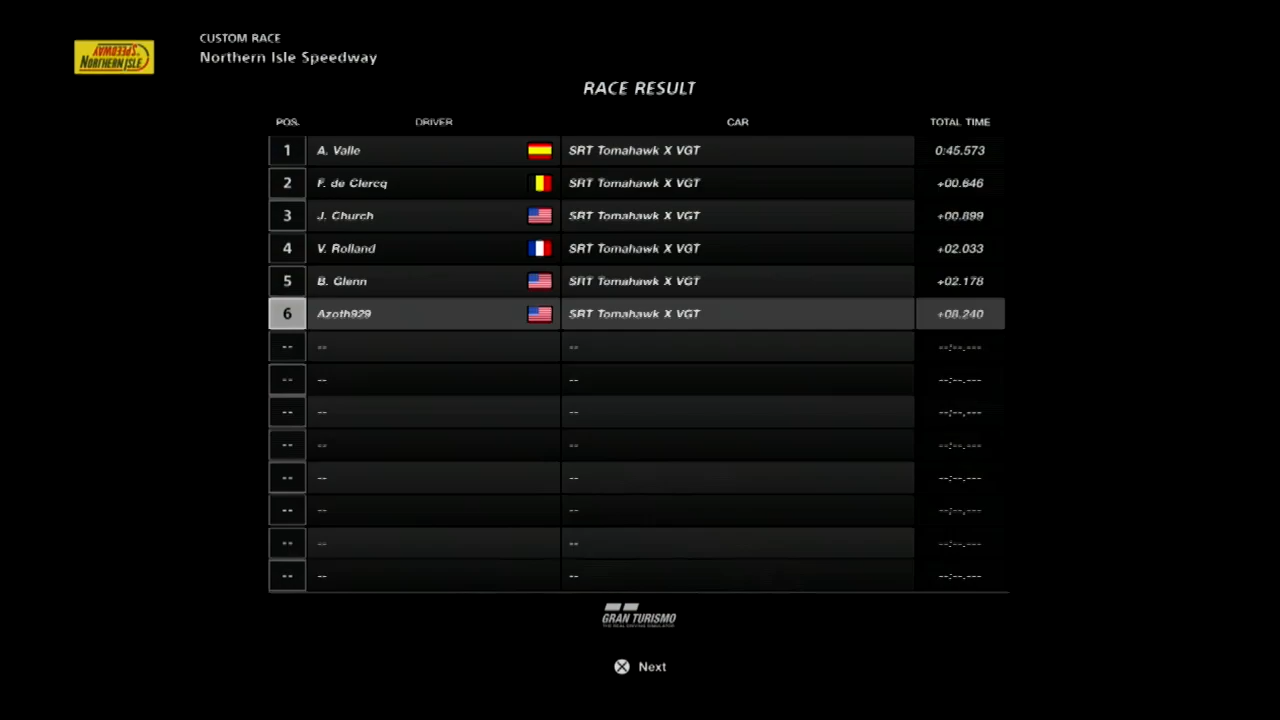 CUSTOM RACE
Northern Isle Speedway
NORTHERN ISLE SPEEDWAY
RACE RESULT
POS. DRIVER CAR TOTAL TIME
1 A. Valle SRT Tomahawk X VGT 0:45.573
2 F. de Clercq SRT Tomahawk X VGT +00.646
3 J. Church SRT Tomahawk X VGT +00.899
4 V. Rolland SRT Tomahawk X VGT +02.033
5 B. Glenn SRT Tomahawk X VGT +02.178
6 Azoth929 SRT Tomahawk X VGT +08.240
-- -- -- --:--.---
-- -- -- --:--.---
-- -- -- --:--.---
-- -- -- --:--.---
-- -- -- --:--.---
-- -- -- --:--.---
-- -- -- --:--.---
-- -- -- --:--.---
GRAN TURISMO
THE REAL DRIVING SIMULATOR
Next